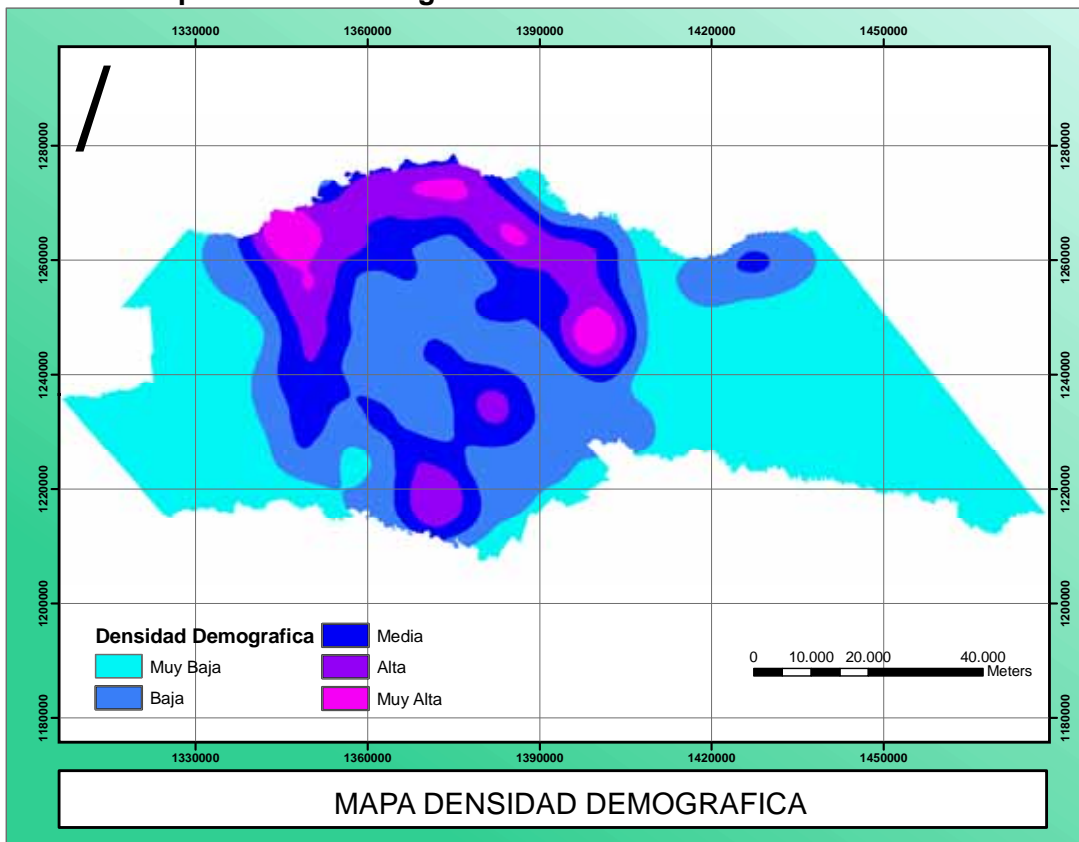 1330000 1360000 1390000 1420000 1450000
1280000 1280000
1260000 1260000
1240000 1240000
1220000 1220000
1200000 1200000
1180000 1180000
Densidad Demografica
Muy Baja
Baja
Media
Alta
Muy Alta
0 10.000 20.000 40.000
Meters
1330000 1360000 1390000 1420000 1450000
MAPA DENSIDAD DEMOGRAFICA